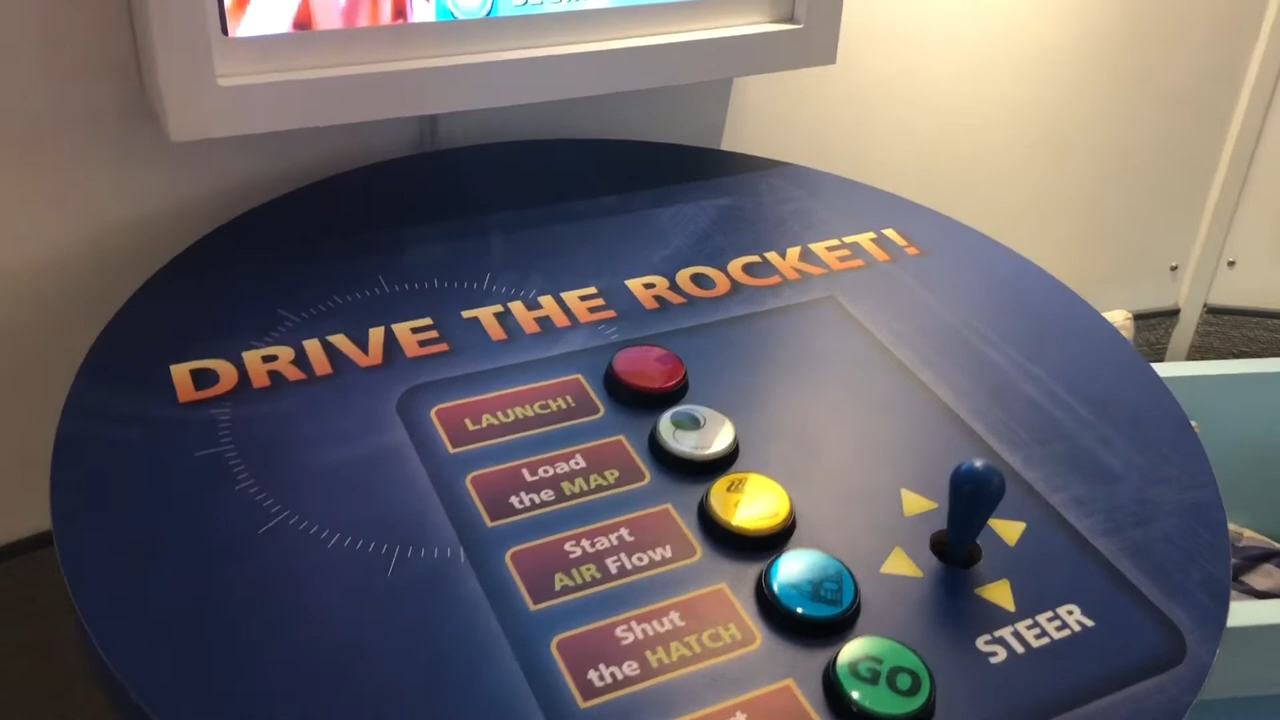 DRIVE THE ROCKET!
LAUNCH!
Load
the MAP
Start
AIR Flow
Shut
the HATCH
GO
STEER